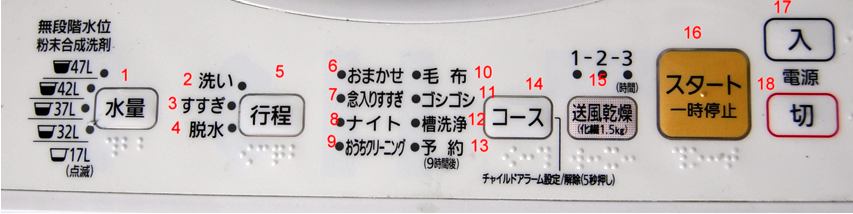 無段階水位
粉末合成洗剤
47L
42L
37L
32L
17L
(点滅)
1
水量
2 洗い
3 すすぎ
4 脱水
5
行程
6 おまかせ
7 念入りすすぎ
8 ナイト
9 おうちクリーニング
毛布 10
ゴシゴシ 11
槽洗浄 12
予約 13
(9時間後)
14
コース
チャイルドアラーム設定/解除(5秒押し)
1-2-3
(時間)
15
送風乾燥
(化繊1.5kg)
16
スタート
一時停止
17
入
電源
18
切